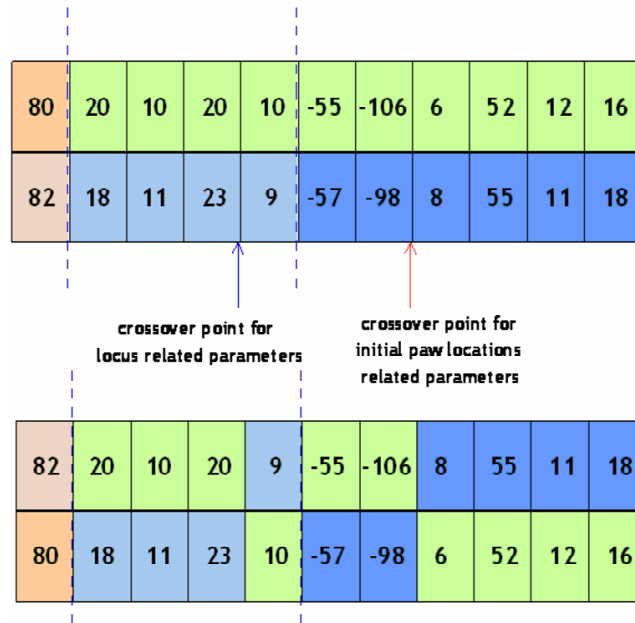 80 20 10 20 10 -55 -106 6 52 12 16
82 18 11 23 9 -57 -98 8 55 11 18
crossover point for
locus related parameters
crossover point for
initial paw locations
related parameters
82 20 10 20 9 -55 -106 8 55 11 18
80 18 11 23 10 -57 -98 6 52 12 16